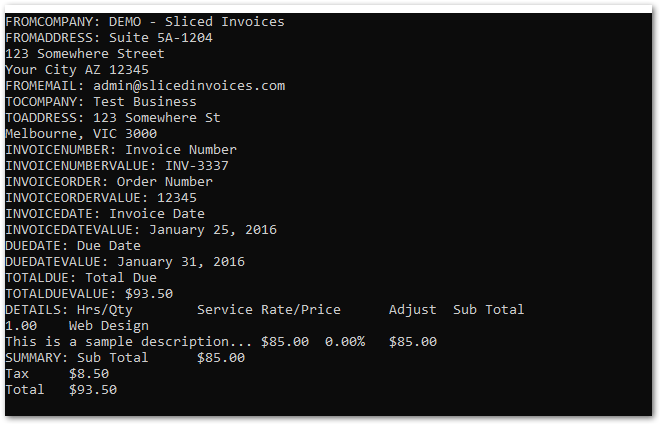 FROMCOMPANY: DEMO - Sliced Invoices
FROMADDRESS: Suite 5A-1204
123 Somewhere Street
Your City AZ 12345
FROMEMAIL: admin@slicedinvoices.com
TOCOMPANY: Test Business
TOADDRESS: 123 Somewhere St
Melbourne, VIC 3000
INVOICENUMBER: Invoice Number
INVOICENUMBERVALUE: INV-3337
INVOICEORDER: Order Number
INVOICEORDERVALUE: 12345
INVOICEDATE: Invoice Date
INVOICEDATEVALUE: January 25, 2016
DUEDATE: Due Date
DUEDATEVALUE: January 31, 2016
TOTALDUE: Total Due
TOTALDUEVALUE: $93.50
DETAILS: Hrs/Qty        Service Rate/Price      Adjust  Sub Total
1.00    Web Design
This is a sample description... $85.00  0.00%   $85.00
SUMMARY: Sub Total      $85.00
Tax     $8.50
Total   $93.50